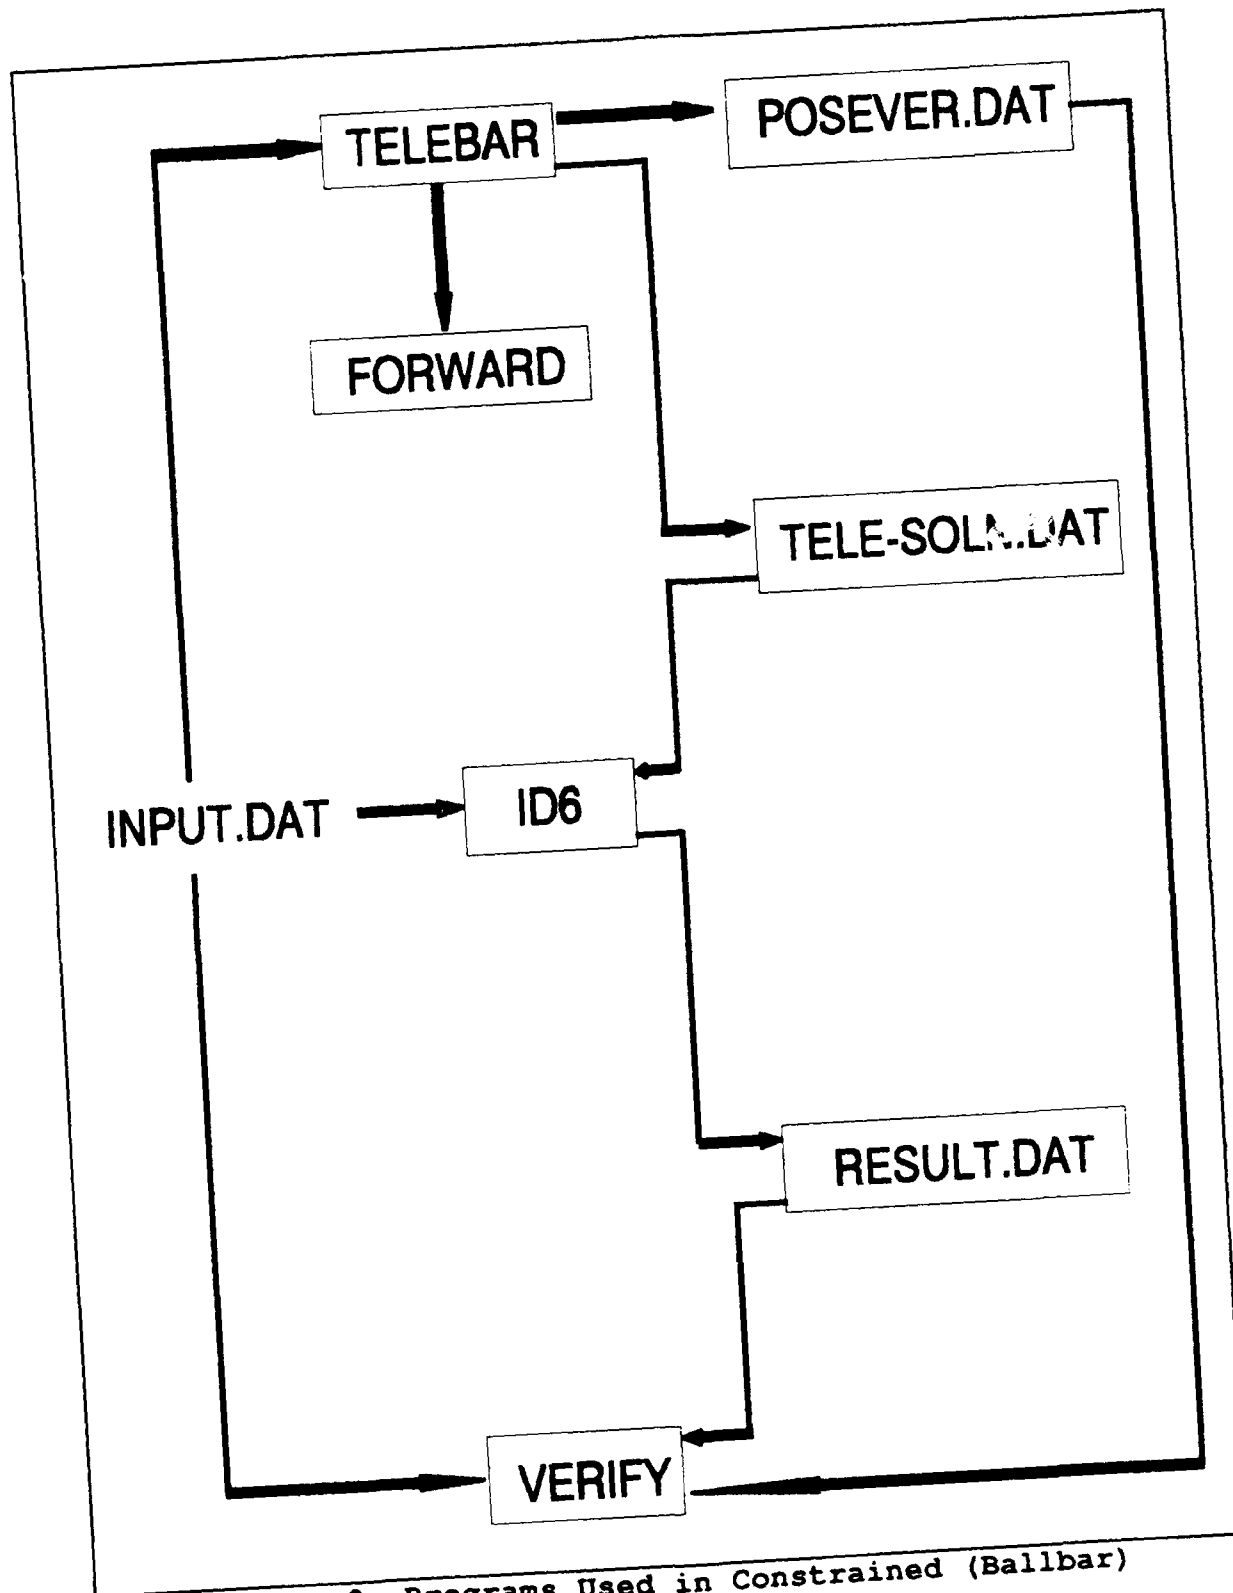 TELEBAR
POSEVER.DAT
FORWARD
TELE-SOLN.DAT
INPUT.DAT
ID6
RESULT.DAT
VERIFY
Programs Used in Constrained (Ballbar)